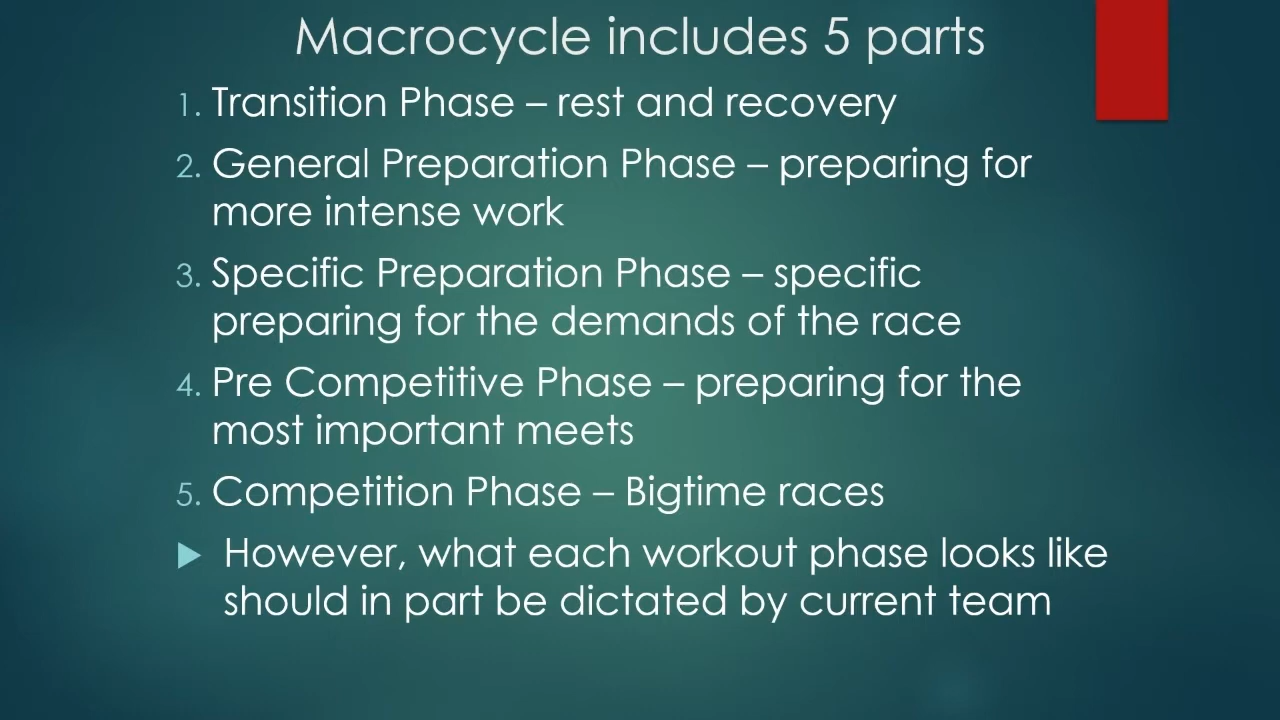 Macrocycle includes 5 parts
1. Transition Phase – rest and recovery
2. General Preparation Phase – preparing for
more intense work
3. Specific Preparation Phase – specific
preparing for the demands of the race
4. Pre Competitive Phase – preparing for the
most important meets
5. Competition Phase – Bigtime races
However, what each workout phase looks like
should in part be dictated by current team